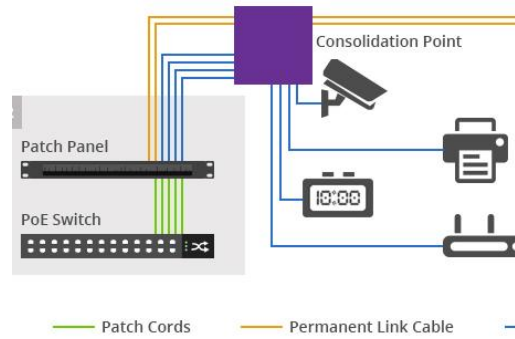 Consolidation Point
Patch Panel
10:00
PoE Switch
Patch Cords
Permanent Link Cable